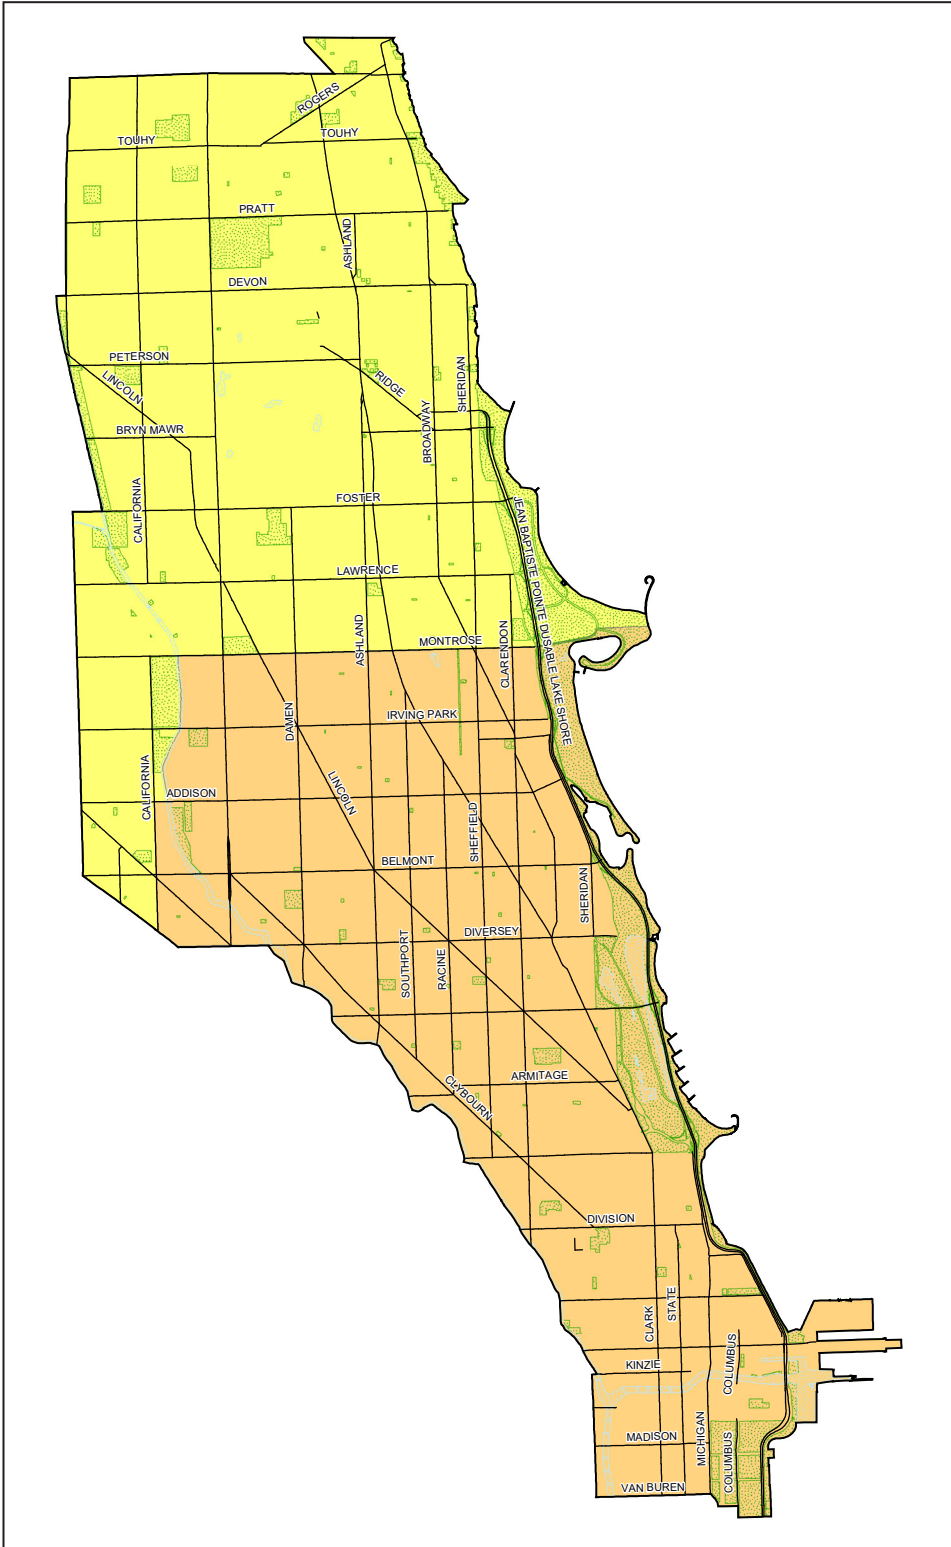 ROGERS
TOUHY
TOUHY
PRATT
ASHLAND
DEVON
PETERSON
LINCOLN
RIDGE
SHERIDAN
BROADWAY
BRYN MAWR
CALIFORNIA
FOSTER
JEAN BAPTISTE POINTE DUSABLE LAKE SHORE
LAWRENCE
ASHLAND
MONTROSE
CLARENDON
DAMEN
IRVING PARK
CALIFORNIA
ADDISON
LINCOLN
SHEFFIELD
BELMONT
SHERIDAN
DIVERSEY
SOUTHPORT
RACINE
ARMITAGE
CLYBOURN
DIVISION
CLARK
STATE
COLUMBUS
KINZIE
MADISON
MICHIGAN
COLUMBUS
VAN BUREN